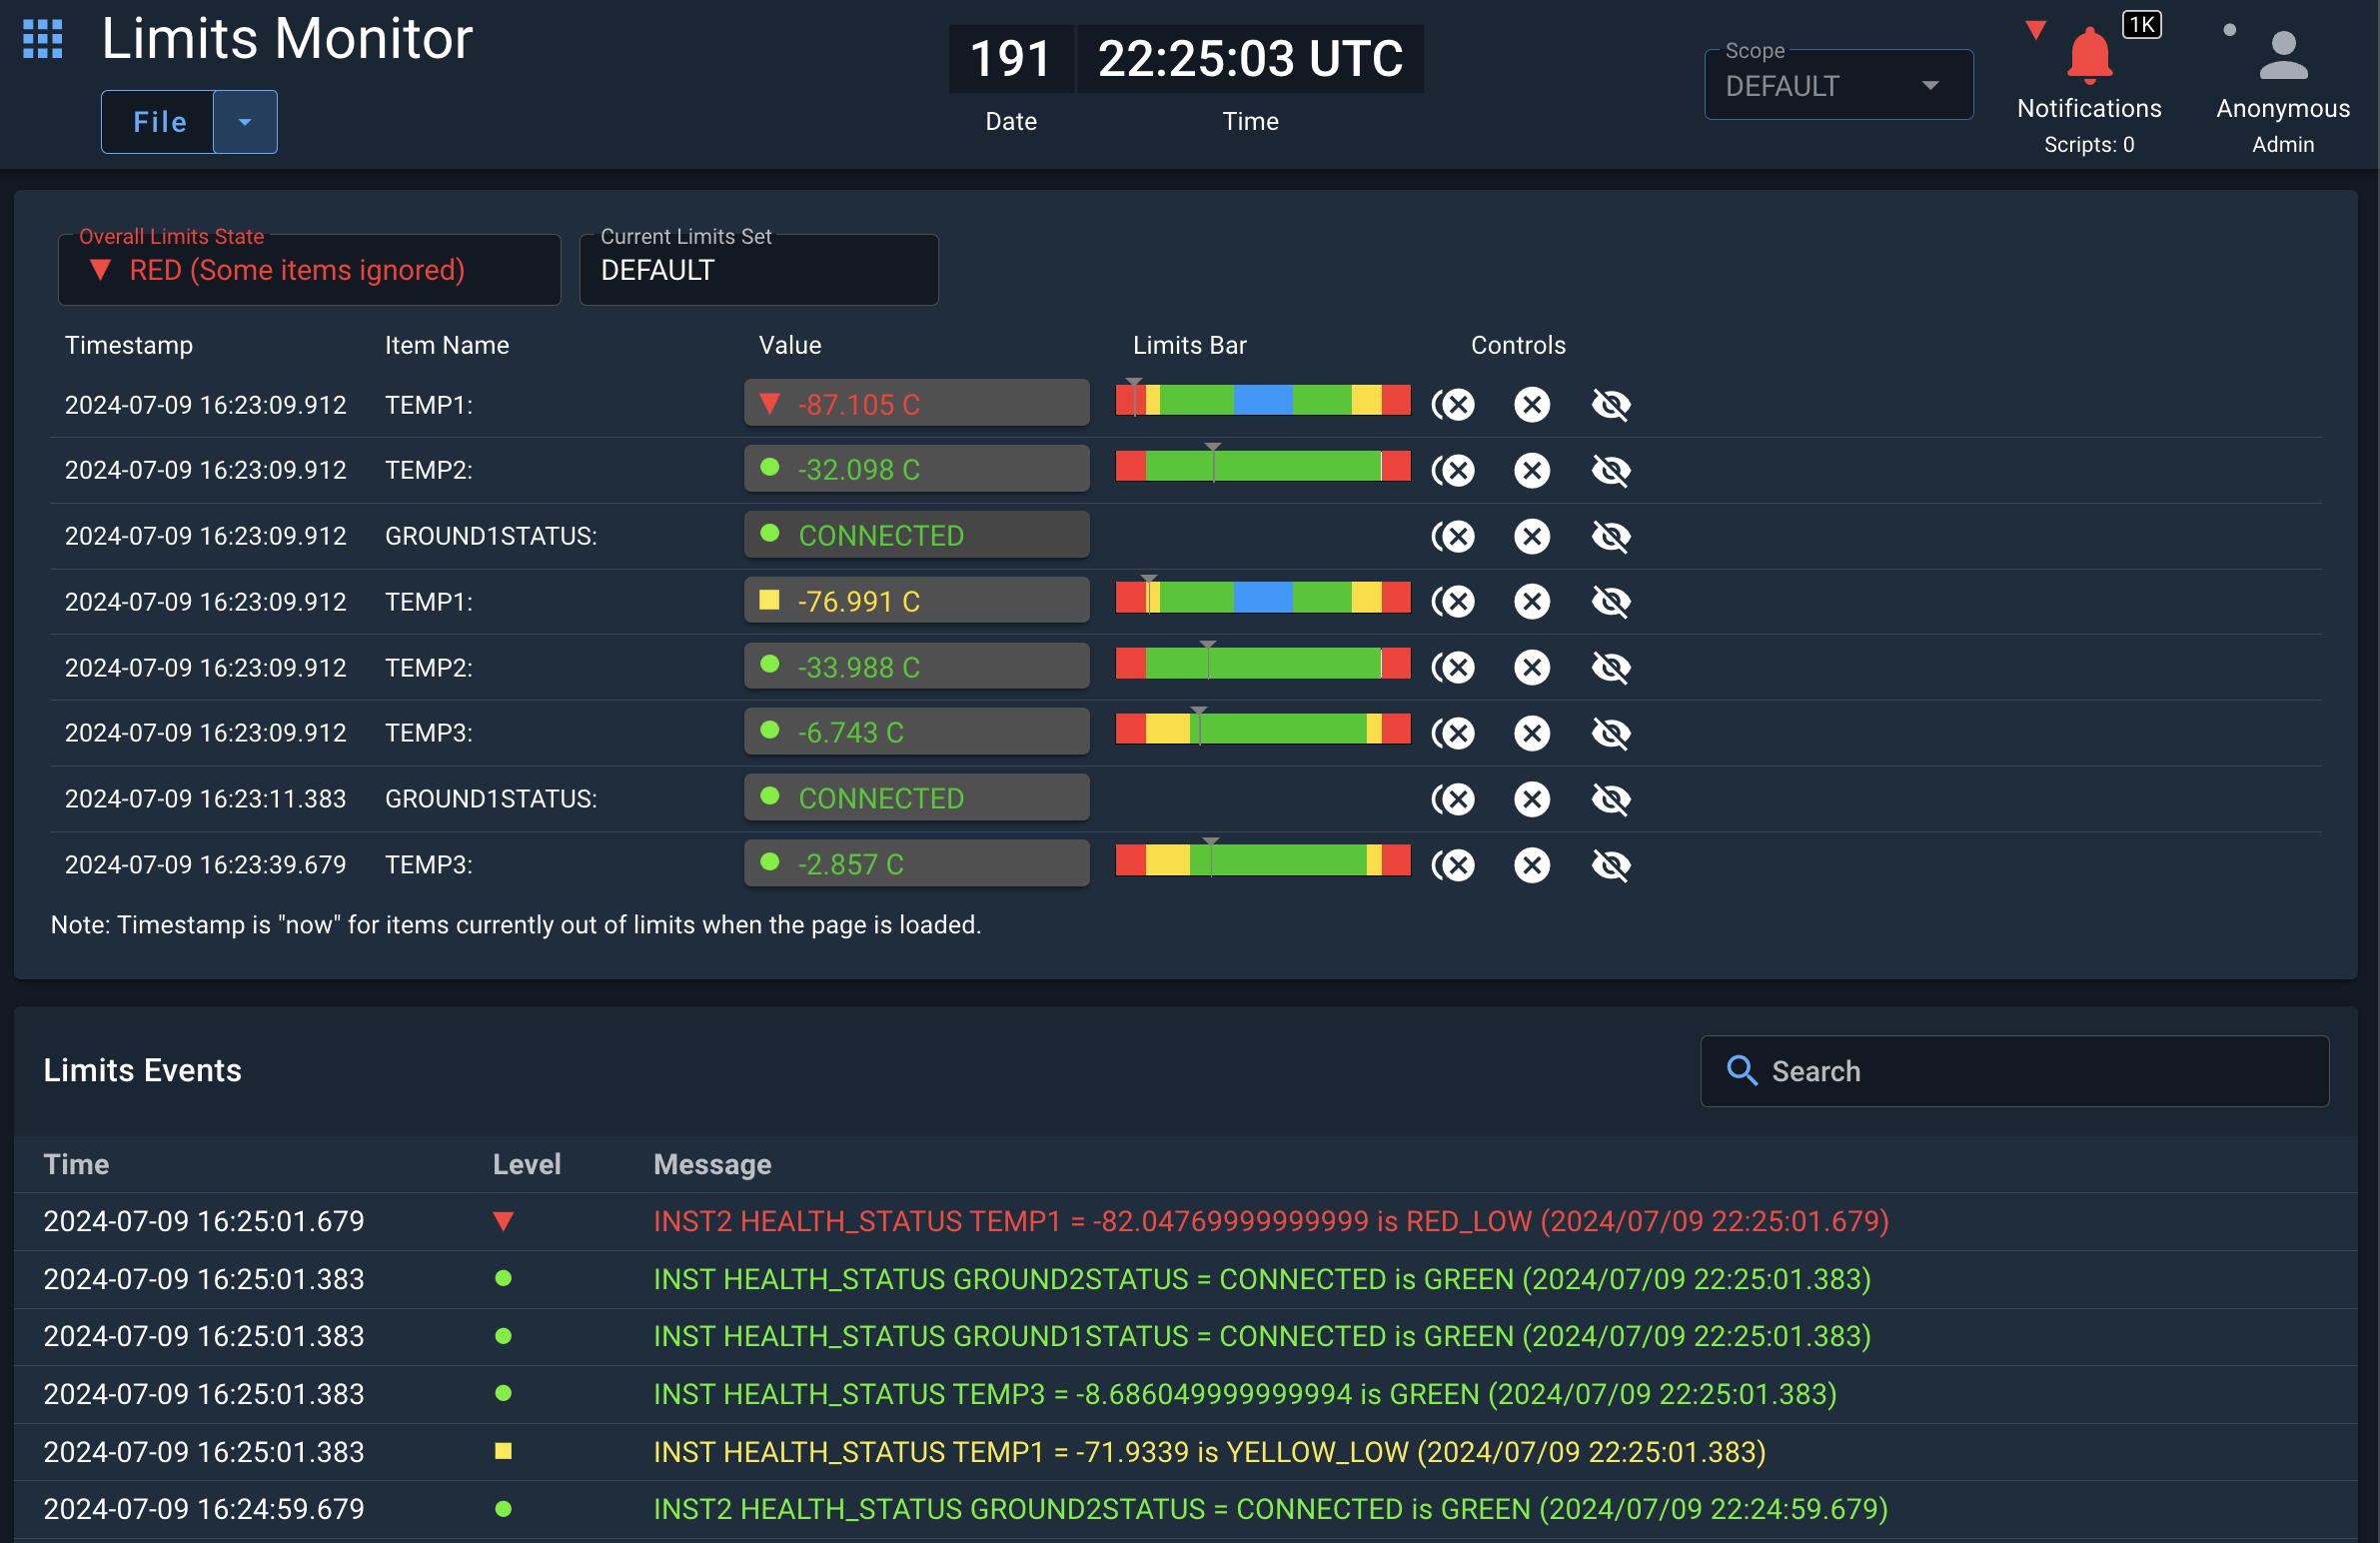 Limits Monitor
File
191 22:25:03 UTC
Date Time
Scope
DEFAULT
1K
Notifications
Scripts: 0
Anonymous
Admin
Overall Limits State
RED (Some items ignored)
Current Limits Set
DEFAULT
Timestamp Item Name Value Limits Bar Controls
2024-07-09 16:23:09.912 TEMP1: -87.105 C
2024-07-09 16:23:09.912 TEMP2: -32.098 C
2024-07-09 16:23:09.912 GROUND1STATUS: CONNECTED
2024-07-09 16:23:09.912 TEMP1: -76.991 C
2024-07-09 16:23:09.912 TEMP2: -33.988 C
2024-07-09 16:23:09.912 TEMP3: -6.743 C
2024-07-09 16:23:11.383 GROUND1STATUS: CONNECTED
2024-07-09 16:23:39.679 TEMP3: -2.857 C
Note: Timestamp is "now" for items currently out of limits when the page is loaded.
Limits Events
Search
Time Level Message
2024-07-09 16:25:01.679 INST2 HEALTH_STATUS TEMP1 = -82.04769999999999 is RED_LOW (2024/07/09 22:25:01.679)
2024-07-09 16:25:01.383 INST HEALTH_STATUS GROUND2STATUS = CONNECTED is GREEN (2024/07/09 22:25:01.383)
2024-07-09 16:25:01.383 INST HEALTH_STATUS GROUND1STATUS = CONNECTED is GREEN (2024/07/09 22:25:01.383)
2024-07-09 16:25:01.383 INST HEALTH_STATUS TEMP3 = -8.686049999999994 is GREEN (2024/07/09 22:25:01.383)
2024-07-09 16:25:01.383 INST HEALTH_STATUS TEMP1 = -71.9339 is YELLOW_LOW (2024/07/09 22:25:01.383)
2024-07-09 16:24:59.679 INST2 HEALTH_STATUS GROUND2STATUS = CONNECTED is GREEN (2024/07/09 22:24:59.679)